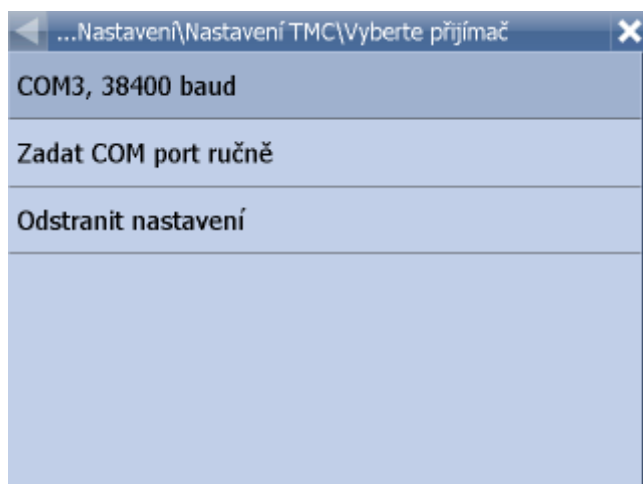 ...Nastavení\Nastavení TMC\Vyberte přijímač
COM3, 38400 baud
Zadat COM port ručně
Odstranit nastavení